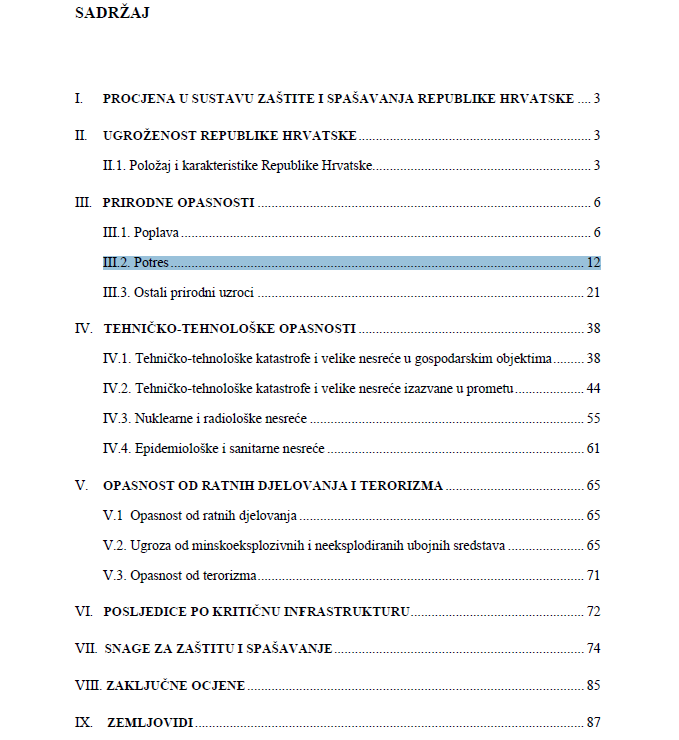 SADRŽAJ
I. PROCJENA U SUSTAVU ZAŠTITE I SPAŠAVANJA REPUBLIKE HRVATSKE .... 3
II. UGROŽENOST REPUBLIKE HRVATSKE ........ 3
II.1. Položaj i karakteristike Republike Hrvatske........ 3
III. PRIRODNE OPASNOSTI ........ 6
III.1. Poplava ........ 6
III.2. Potres ........ 12
III.3. Ostali prirodni uzroci ........ 21
IV. TEHNIČKO-TEHNOLOŠKE OPASNOSTI ........ 38
IV.1. Tehničko-tehnološke katastrofe i velike nesreće u gospodarskim objektima ........ 38
IV.2. Tehničko-tehnološke katastrofe i velike nesreće izazvane u prometu ........ 44
IV.3. Nuklearne i radiološke nesreće ........ 55
IV.4. Epidemiološke i sanitarne nesreće ........ 61
V. OPASNOST OD RATNIH DJELOVANJA I TERORIZMA ........ 65
V.1 Opasnost od ratnih djelovanja ........ 65
V.2. Ugroza od minskoeksplozivnih i neeksplodiranih ubojnih sredstava ........ 65
V.3. Opasnost od terorizma ........ 71
VI. POSLJEDICE PO KRITIČNU INFRASTRUKTURU ........ 72
VII. SNAGE ZA ZAŠTITU I SPAŠAVANJE ........ 74
VIII. ZAKLJUČNE OCJENE ........ 85
IX. ZEMLJOVIDI ........ 87